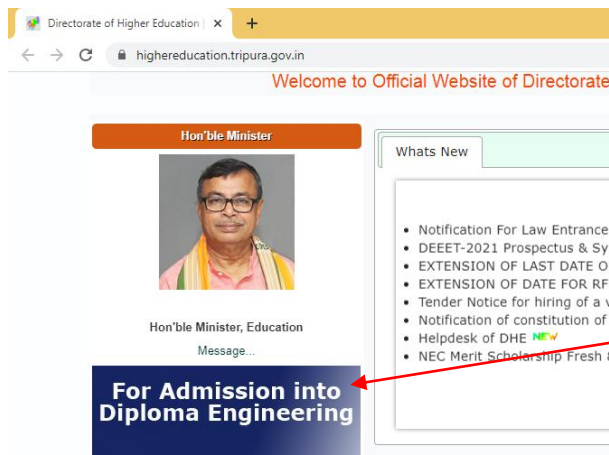 Directorate of Higher Education |
highereducation.tripura.gov.in
Welcome to Official Website of Directorate
Hon'ble Minister
Hon'ble Minister, Education
Message...
For Admission into
Diploma Engineering
Whats New
Notification For Law Entrance
DEEET-2021 Prospectus & Sy
EXTENSION OF LAST DATE O
EXTENSION OF DATE FOR RF
Tender Notice for hiring of a v
Notification of constitution of
Helpdesk of DHE NEW
NEC Merit Scholarship Fresh &